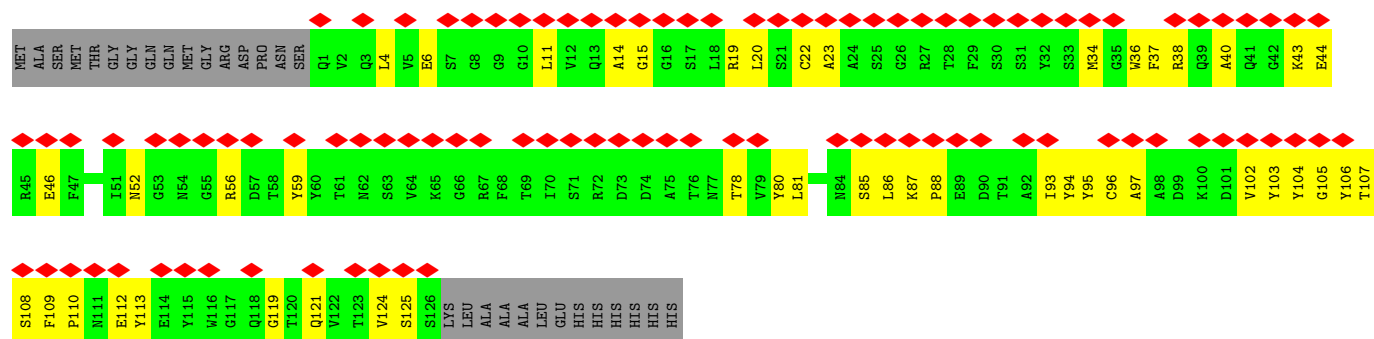 MET ALA SER MET THR GLY GLY GLN GLN MET GLY ARG ASP PRO ASN SER Q1 V2 Q3 L4 V5 E6 S7 G8 G9 G10 L11 V12 Q13 A14 G15 G16 S17 L18 R19 L20 S21 C22 A23 A24 S25 G26 R27 T28 F29 S30 S31 Y32 S33 M34 G35 W36 F37 R38 Q39 A40 Q41 G42 K43 E44
R45 E46 F47 I51 N52 G53 N54 G55 R56 D57 T58 Y59 Y60 T61 N62 S63 V64 K65 G66 R67 F68 T69 I70 S71 R72 D73 D74 A75 T76 N77 T78 V79 Y80 L81 N84 S85 L86 K87 P88 E89 D90 T91 A92 I93 Y94 Y95 C96 A97 A98 D99 K100 D101 V102 Y103 Y104 G105 Y106 T107
S108 F109 P110 N111 E112 Y113 E114 Y115 W116 G117 Q118 G119 T120 Q121 V122 T123 V124 S125 S126 LYS LEU ALA ALA ALA LEU GLU HIS HIS HIS HIS HIS HIS